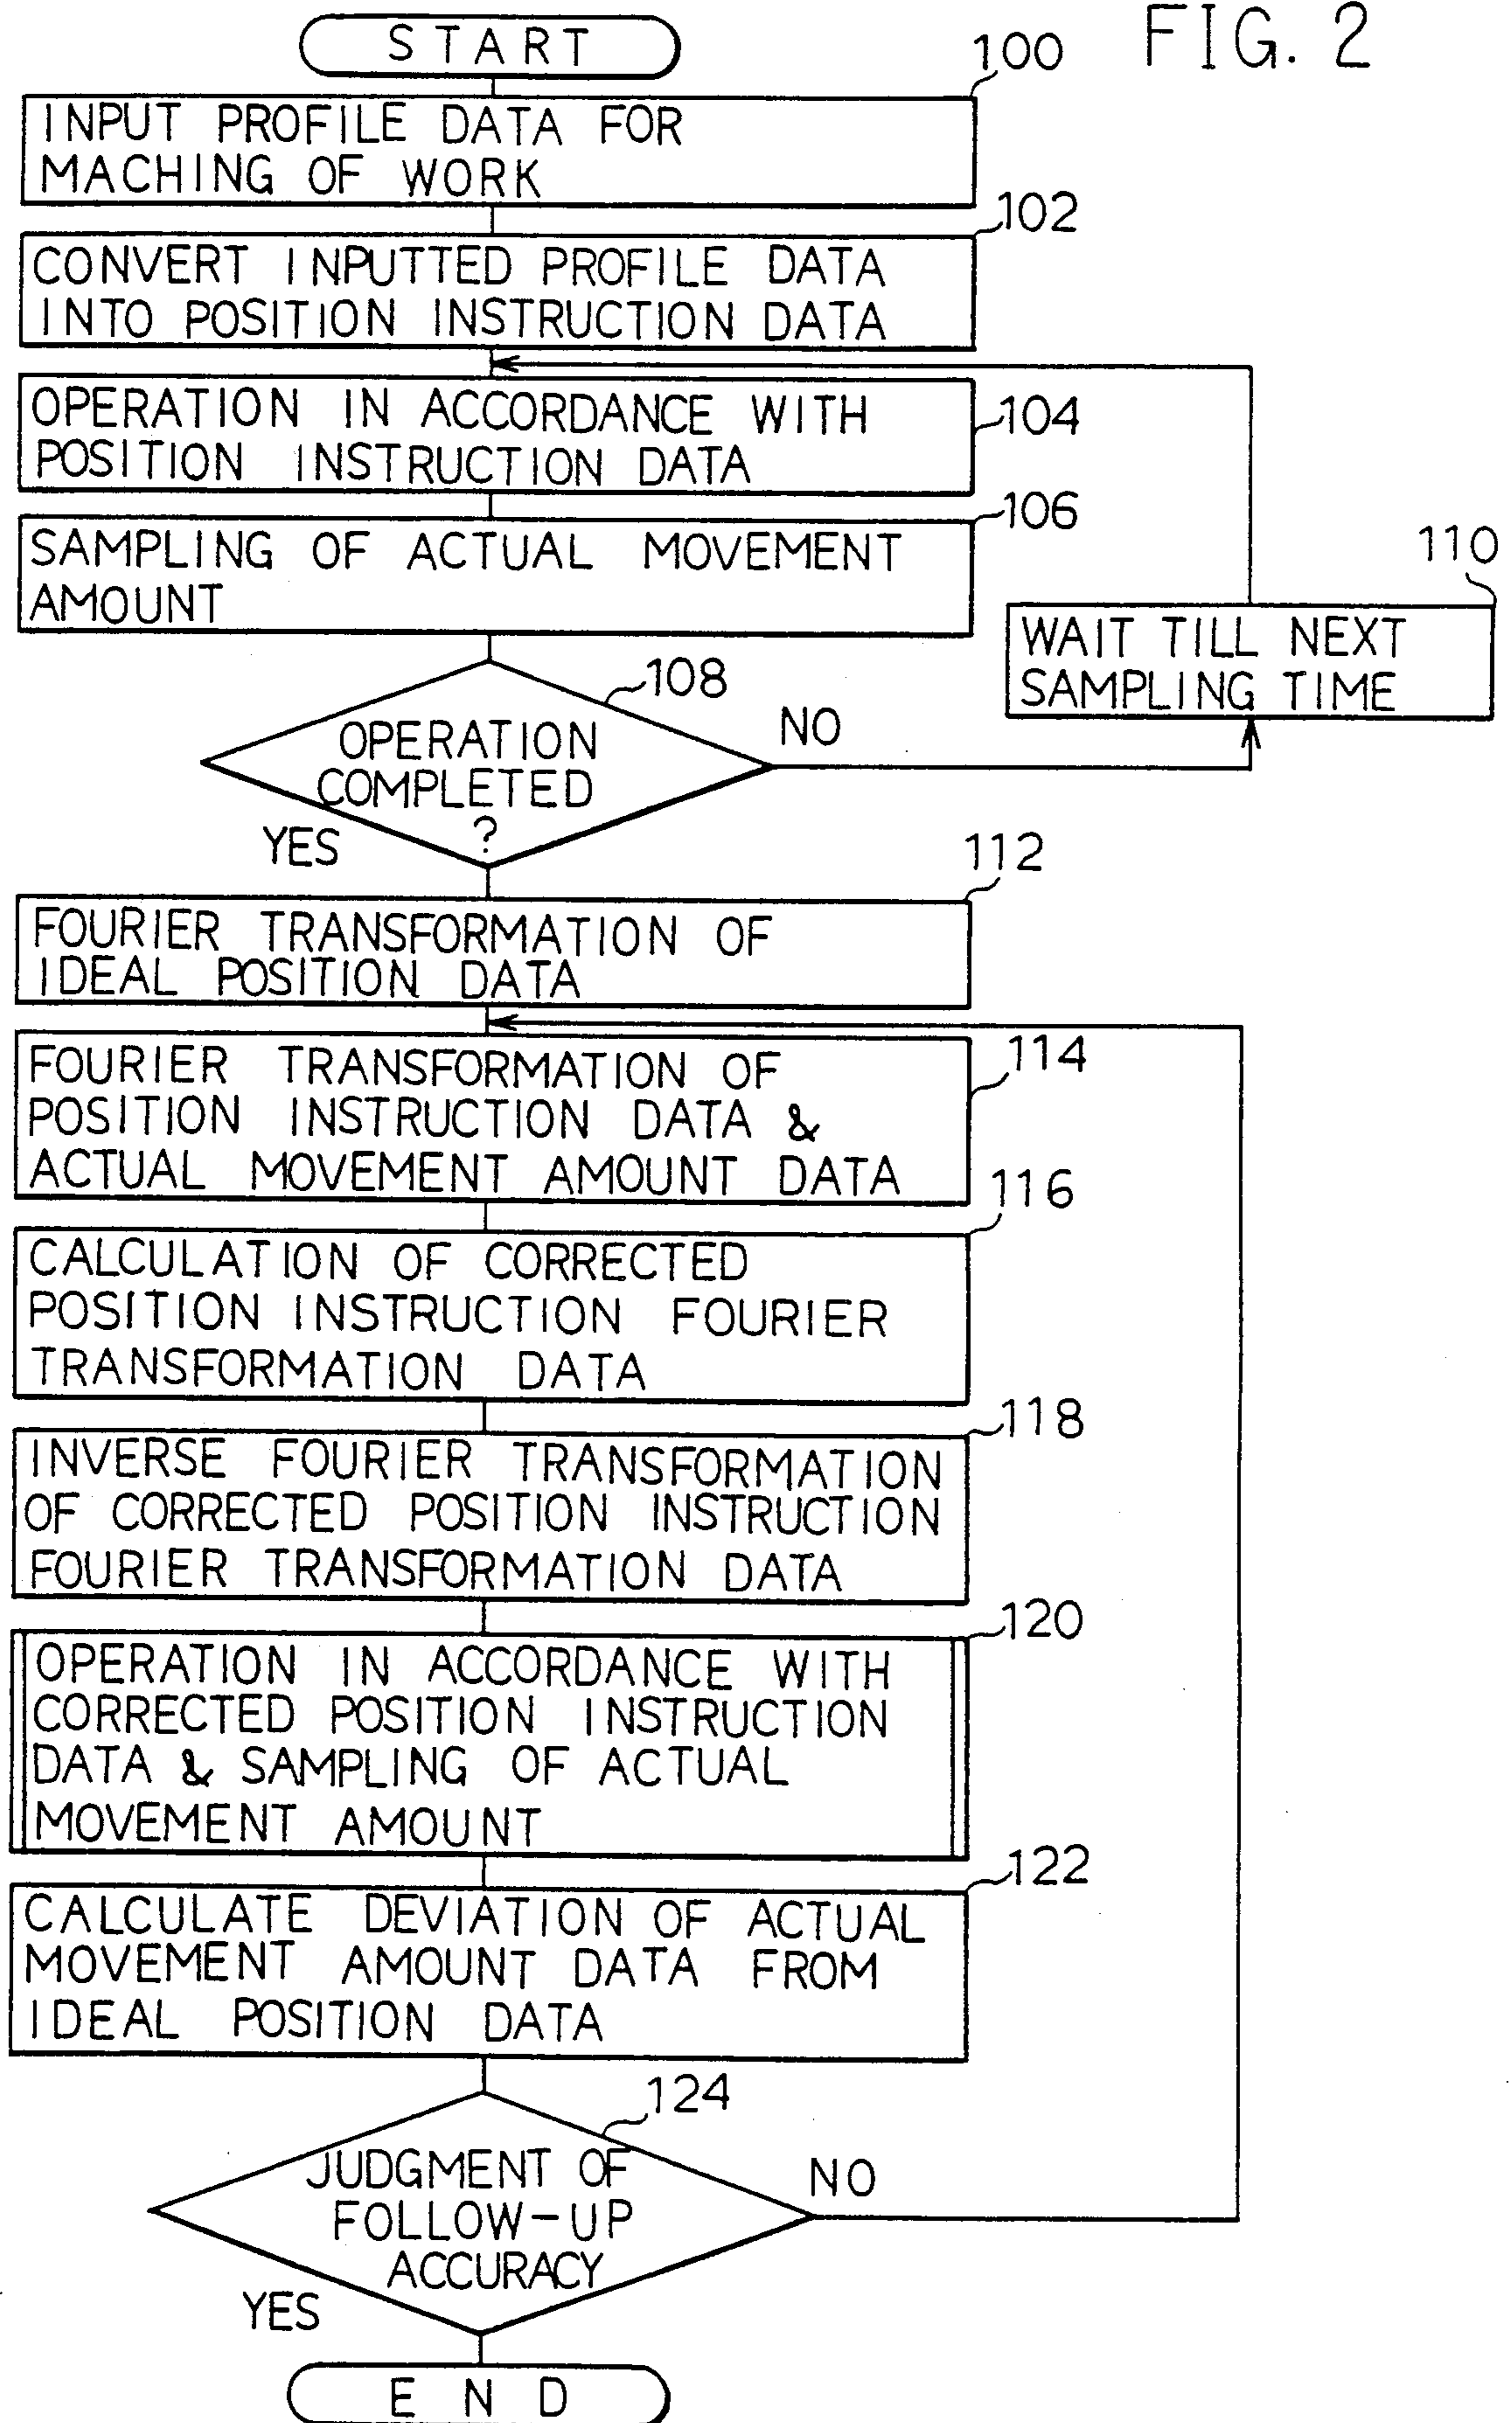 FIG. 2
START
100
INPUT PROFILE DATA FOR
MACHING OF WORK
102
CONVERT INPUTTED PROFILE DATA
INTO POSITION INSTRUCTION DATA
104
OPERATION IN ACCORDANCE WITH
POSITION INSTRUCTION DATA
106
SAMPLING OF ACTUAL MOVEMENT
AMOUNT
110
WAIT TILL NEXT
SAMPLING TIME
108
OPERATION
COMPLETED
?
NO
YES
112
FOURIER TRANSFORMATION OF
IDEAL POSITION DATA
114
FOURIER TRANSFORMATION OF
POSITION INSTRUCTION DATA &
ACTUAL MOVEMENT AMOUNT DATA
116
CALCULATION OF CORRECTED
POSITION INSTRUCTION FOURIER
TRANSFORMATION DATA
118
INVERSE FOURIER TRANSFORMATION
OF CORRECTED POSITION INSTRUCTION
FOURIER TRANSFORMATION DATA
120
OPERATION IN ACCORDANCE WITH
CORRECTED POSITION INSTRUCTION
DATA & SAMPLING OF ACTUAL
MOVEMENT AMOUNT
122
CALCULATE DEVIATION OF ACTUAL
MOVEMENT AMOUNT DATA FROM
IDEAL POSITION DATA
124
JUDGMENT OF
FOLLOW-UP
ACCURACY
NO
YES
END